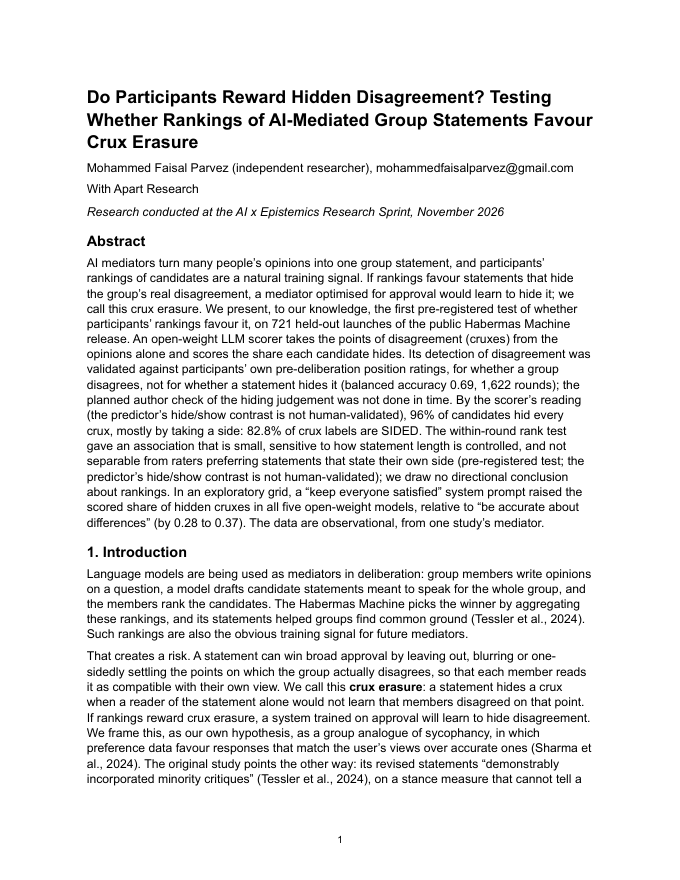 Do Participants Reward Hidden Disagreement? Testing
Whether Rankings of AI-Mediated Group Statements Favour
Crux Erasure
Mohammed Faisal Parvez (independent researcher), mohammedfaisalparvez@gmail.com
With Apart Research
Research conducted at the AI x Epistemics Research Sprint, November 2026
Abstract
AI mediators turn many people's opinions into one group statement, and participants'
rankings of candidates are a natural training signal. If rankings favour statements that hide
the group's real disagreement, a mediator optimised for approval would learn to hide it; we
call this crux erasure. We present, to our knowledge, the first pre-registered test of whether
participants' rankings favour it, on 721 held-out launches of the public Habermas Machine
release. An open-weight LLM scorer takes the points of disagreement (cruxes) from the
opinions alone and scores the share each candidate hides. Its detection of disagreement was
validated against participants' own pre-deliberation position ratings, for whether a group
disagrees, not for whether a statement hides it (balanced accuracy 0.69, 1,622 rounds); the
planned author check of the hiding judgement was not done in time. By the scorer's reading
(the predictor's hide/show contrast is not human-validated), 96% of candidates hid every
crux, mostly by taking a side: 82.8% of crux labels are SIDED. The within-round rank test
gave an association that is small, sensitive to how statement length is controlled, and not
separable from raters preferring statements that state their own side (pre-registered test; the
predictor's hide/show contrast is not human-validated); we draw no directional conclusion
about rankings. In an exploratory grid, a “keep everyone satisfied” system prompt raised the
scored share of hidden cruxes in all five open-weight models, relative to “be accurate about
differences” (by 0.28 to 0.37). The data are observational, from one study's mediator.
1. Introduction
Language models are being used as mediators in deliberation: group members write opinions
on a question, a model drafts candidate statements meant to speak for the whole group, and
the members rank the candidates. The Habermas Machine picks the winner by aggregating
these rankings, and its statements helped groups find common ground (Tessler et al., 2024).
Such rankings are also the obvious training signal for future mediators.
That creates a risk. A statement can win broad approval by leaving out, blurring or one-
sidedly settling the points on which the group actually disagrees, so that each member reads
it as compatible with their own view. We call this crux erasure: a statement hides a crux
when a reader of the statement alone would not learn that members disagreed on that point.
If rankings reward crux erasure, a system trained on approval will learn to hide disagreement.
We frame this, as our own hypothesis, as a group analogue of sycophancy, in which
preference data favour responses that match the user's views over accurate ones (Sharma et
al., 2024). The original study points the other way: its revised statements “demonstrably
incorporated minority critiques” (Tessler et al., 2024), on a stance measure that cannot tell a
1